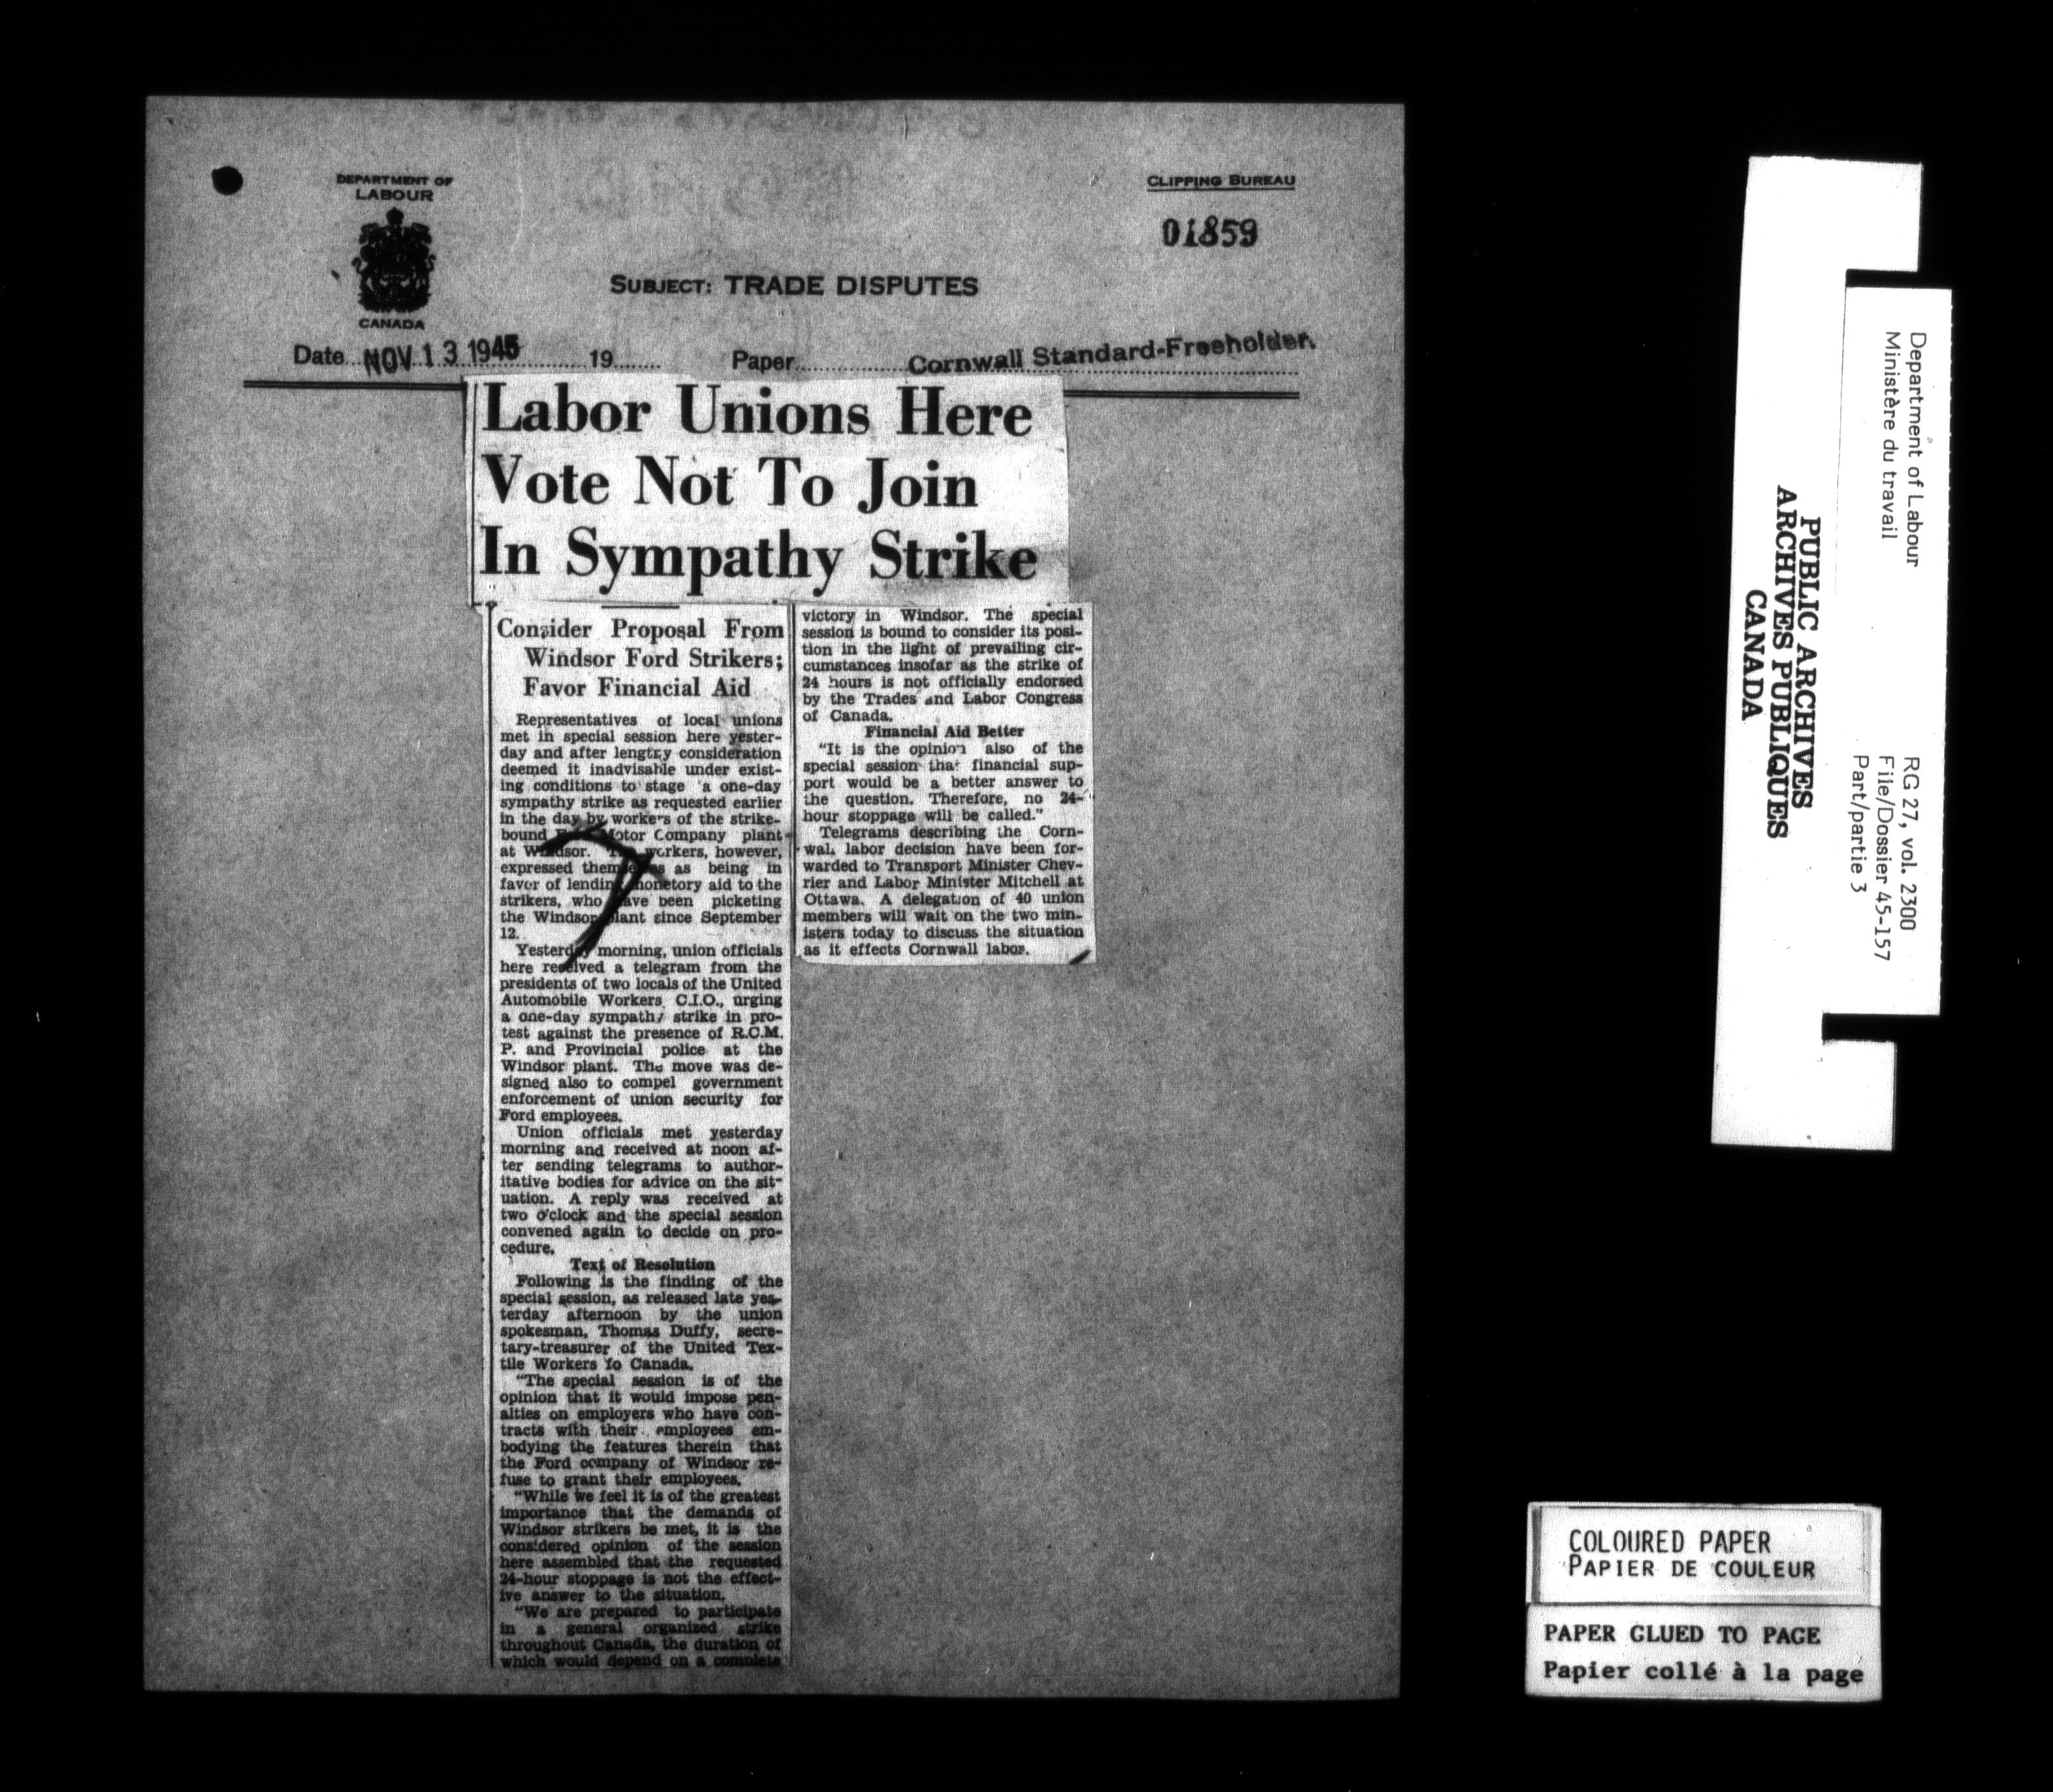 DEPARTMENT OF
LABOUR
CANADA
CLIPPING BUREAU
01859
SUBJECT: TRADE DISPUTES
Date NOV 13 1945 19 Paper Cornwall Standard-Freeholder.
Labor Unions Here
Vote Not To Join
In Sympathy Strike
Consider Proposal From
Windsor Ford Strikers;
Favor Financial Aid
Representatives of local unions
met in special session here yester-
day and after lengthy consideration
deemed it inadvisable under exist-
ing conditions to stage a one-day
sympathy strike as requested earlier
in the day by workers of the strike-
bound Motor Company plant
at Windsor. The workers, however,
expressed themselves as being in
favor of lending monetory aid to the
strikers, who have been picketing
the Windsor plant since September
12.
Yesterday morning, union officials
here received a telegram from the
presidents of two locals of the United
Automobile Workers C.I.O., urging
a one-day sympathy strike in pro-
test against the presence of R.C.M.
P. and Provincial police at the
Windsor plant. The move was de-
signed also to compel government
enforcement of union security for
Ford employees.
Union officials met yesterday
morning and received at noon af-
ter sending telegrams to author-
itative bodies for advice on the sit-
uation. A reply was received at
two o'clock and the special session
convened again to decide on pro-
cedure.
Text of Resolution
Following is the finding of the
special session, as released late yes-
terday afternoon by the union
spokesman, Thomas Duffy, secre-
tary-treasurer of the United Tex-
tile Workers fo Canada.
"The special session is of the
opinion that it would impose pen-
alties on employers who have con-
tracts with their employees em-
bodying the features therein that
the Ford company of Windsor re-
fuse to grant their employees.
"While we feel it is of the greatest
importance that the demands of
Windsor strikers be met, it is the
considered opinion of the session
here assembled that the requested
24-hour stoppage is not the effect-
ive answer to the situation.
"We are prepared to participate
in a general organized strike
throughout Canada, the duration of
which would depend on a complete
victory in Windsor. The special
session is bound to consider its posi-
tion in the light of prevailing cir-
cumstances insofar as the strike of
24 hours is not officially endorsed
by the Trades and Labor Congress
of Canada.
Financial Aid Better
"It is the opinion also of the
special session that financial sup-
port would be a better answer to
the question. Therefore, no 24-
hour stoppage will be called."
Telegrams describing the Corn-
wall labor decision have been for-
warded to Transport Minister Chev-
rier and Labor Minister Mitchell at
Ottawa. A delegation of 40 union
members will wait on the two min-
isters today to discuss the situation
as it effects Cornwall labor.
Department of Labour
Ministère du travail
RG 27, vol. 2300
File/Dossier 45-157
Part/partie 3
PUBLIC ARCHIVES
ARCHIVES PUBLIQUES
CANADA
COLOURED PAPER
PAPIER DE COULEUR
PAPER GLUED TO PAGE
Papier collé à la page